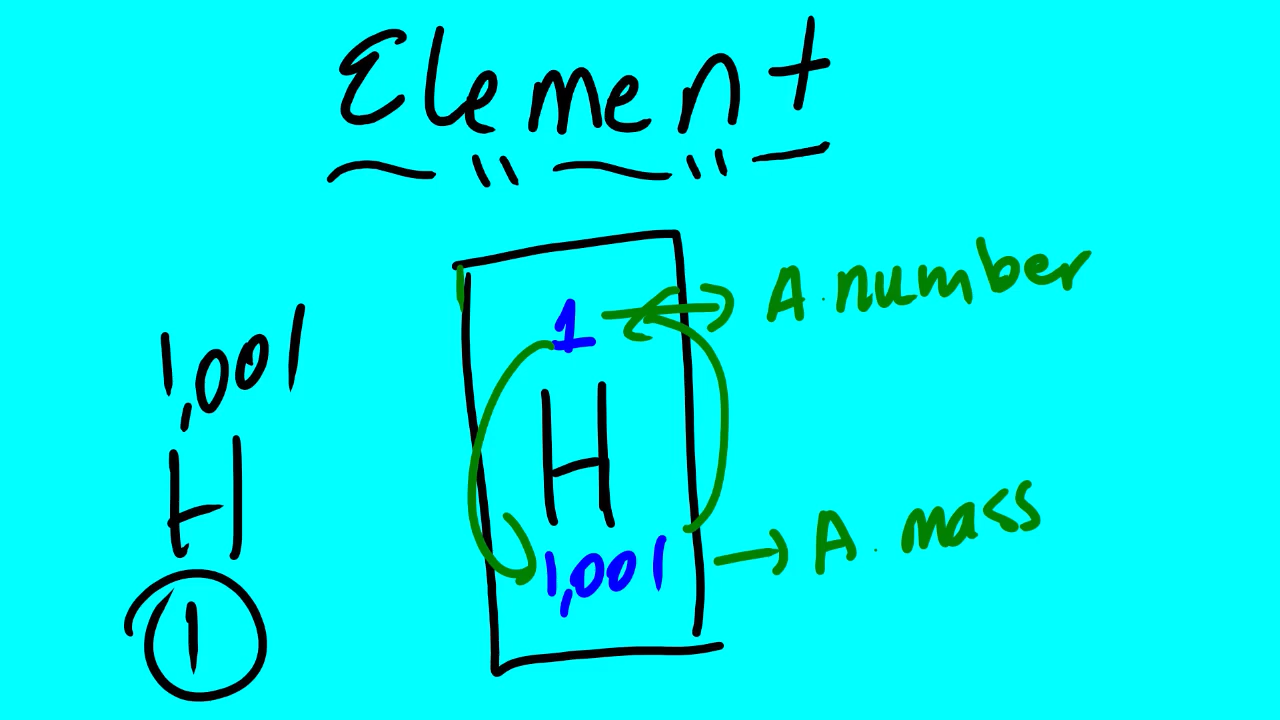 Element
1,001
H
1
1
H
1,001
A. number
A. mass